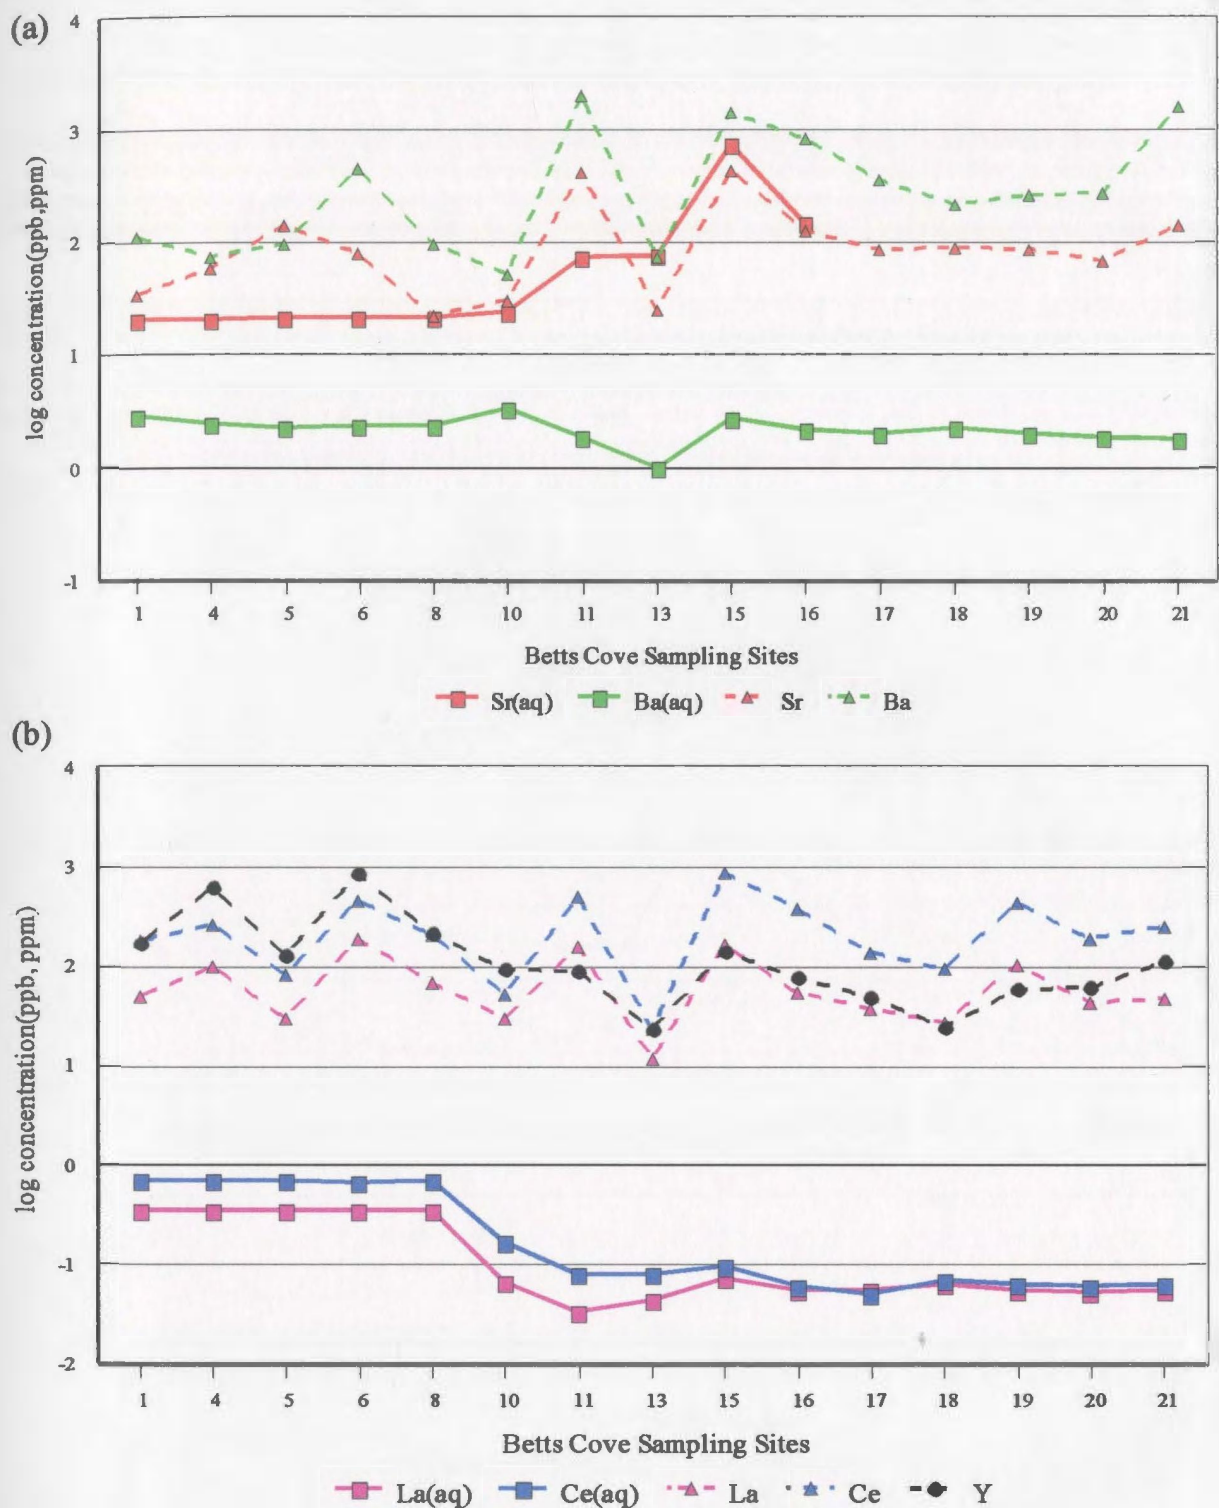 (a)
4
3
2
1
0
-1
log concentration(ppb,ppm)
1 4 5 6 8 10 11 13 15 16 17 18 19 20 21
Betts Cove Sampling Sites
Sr(aq) Ba(aq) Sr Ba
(b)
4
3
2
1
0
-1
-2
log concentration(ppb, ppm)
1 4 5 6 8 10 11 13 15 16 17 18 19 20 21
Betts Cove Sampling Sites
La(aq) Ce(aq) La Ce Y